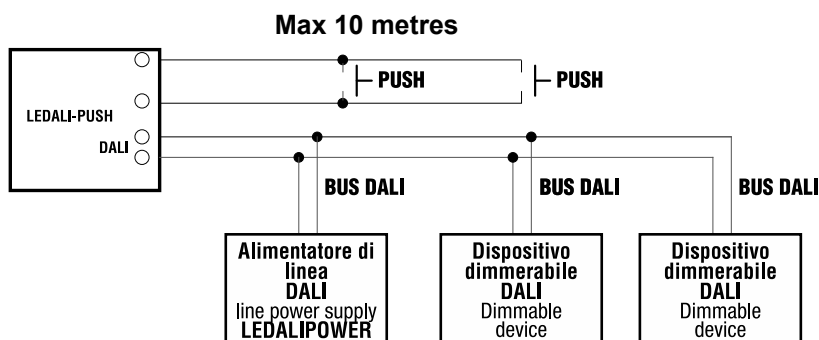 Max 10 metres
PUSH
PUSH
LEDALI-PUSH
DALI
BUS DALI
BUS DALI
BUS DALI
Alimentatore di
linea
DALI
line power supply
LEDALIPOWER
Dispositivo
dimmerabile
DALI
Dimmable
device
Dispositivo
dimmerabile
DALI
Dimmable
device